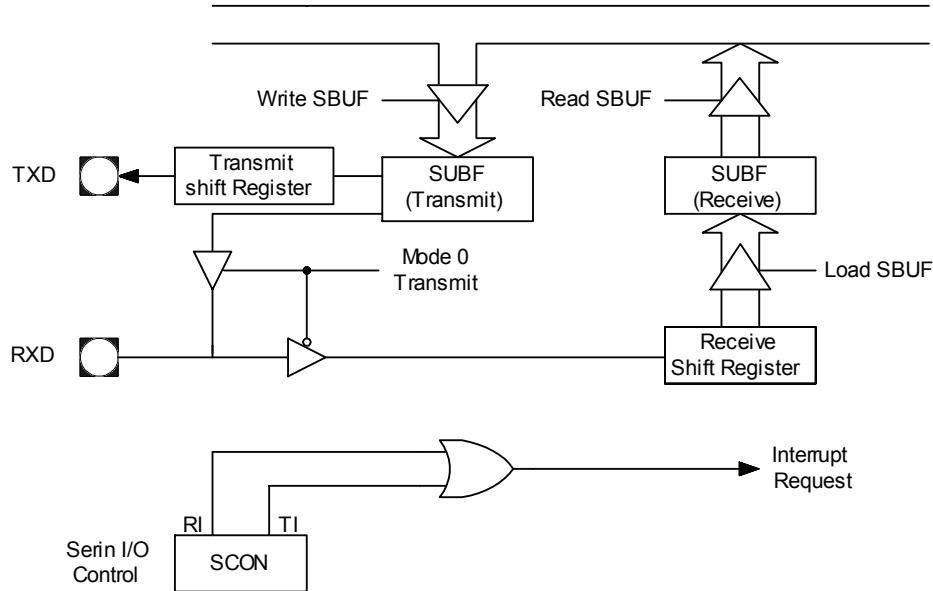 Write SBUF
Read SBUF
TXD
Transmit
shift Register
SUBF
(Transmit)
SUBF
(Receive)
Mode 0
Transmit
Load SBUF
RXD
Receive
Shift Register
Interrupt
Request
RI
TI
Serin I/O
Control
SCON